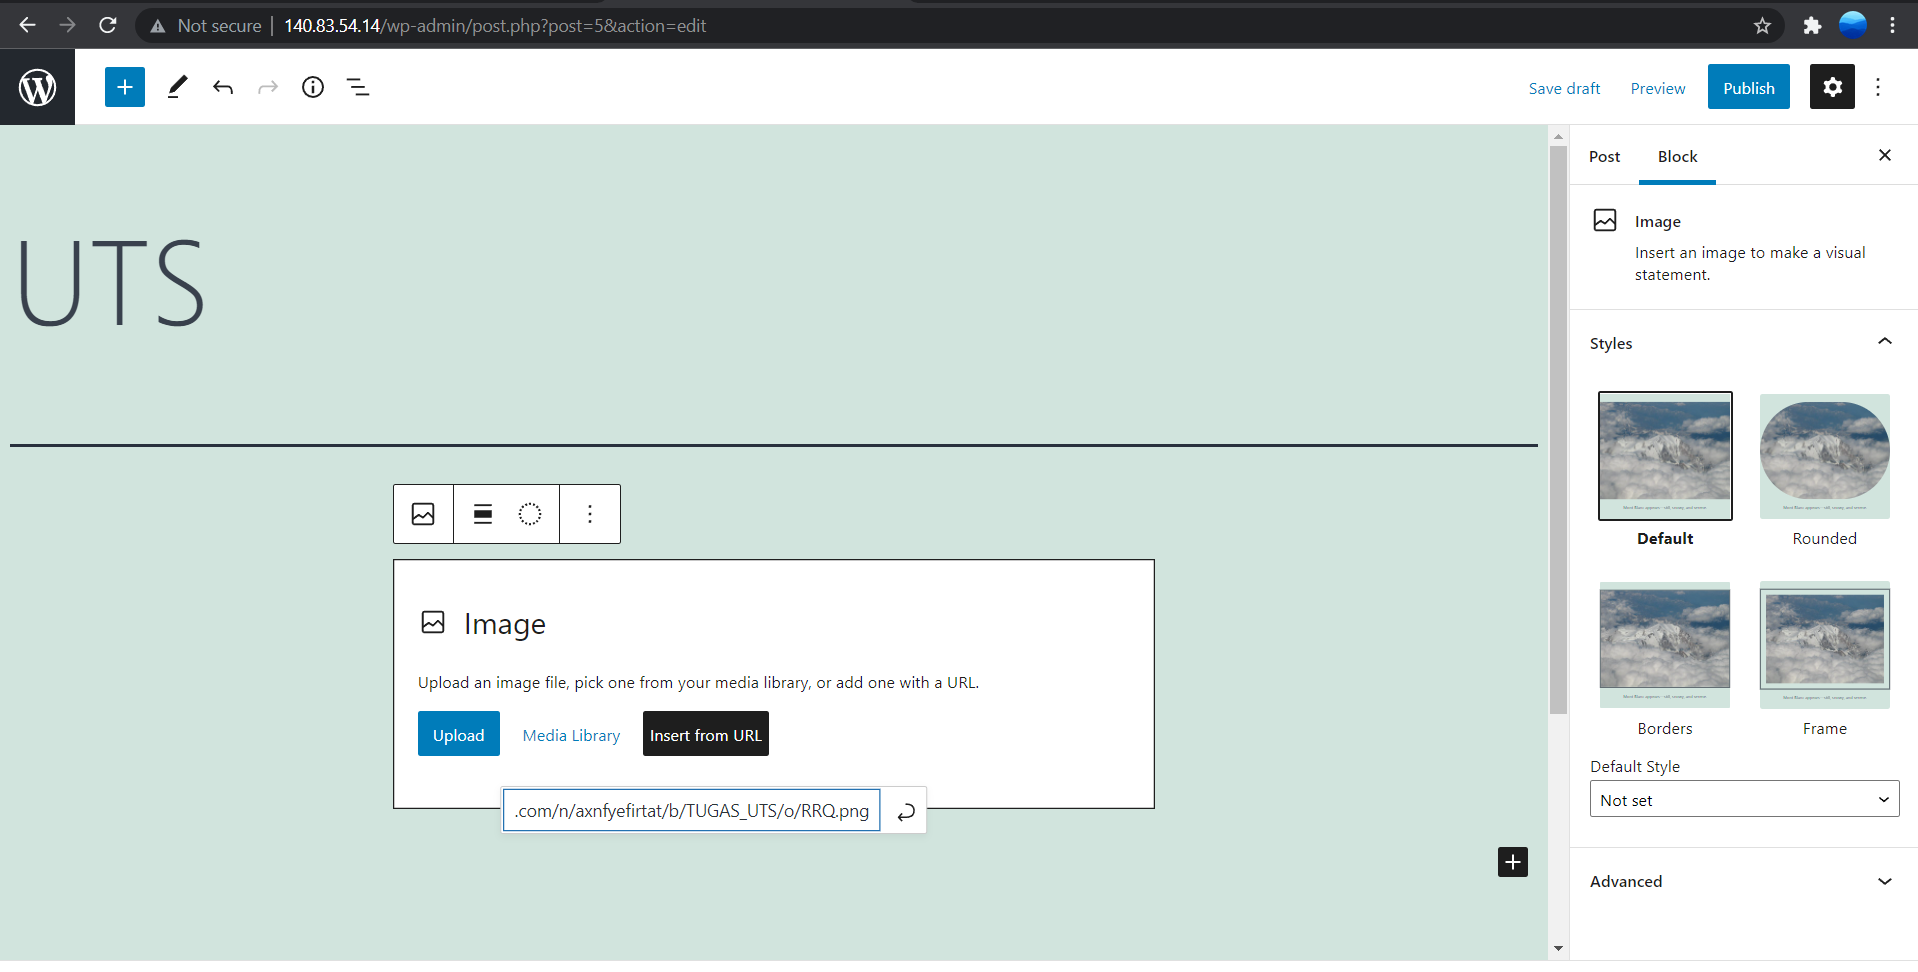 Not secure
140.83.54.14/wp-admin/post.php?post=5&action=edit
Save draft
Preview
Publish
UTS
Image
Upload an image file, pick one from your media library, or add one with a URL.
Upload
Media Library
Insert from URL
.com/n/axnfyefirtat/b/TUGAS_UTS/o/RRQ.png
Post
Block
Image
Insert an image to make a visual
statement.
Styles
Default
Rounded
Borders
Frame
Default Style
Not set
Advanced